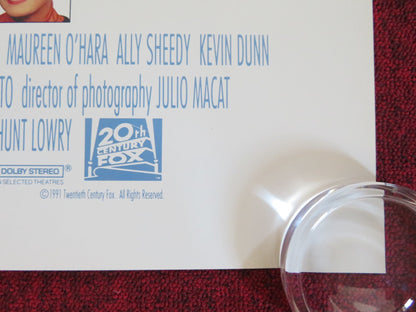 MAUREEN O'HARA ALLY SHEEDY KEVIN DUNN
TO director of photography JULIO MACAT
HUNT LOWRY
20th
CENTURY
FOX
DOLBY STEREO ®
SELECTED THEATRES
© 1991 Twentieth Century Fox. All Rights Reserved.